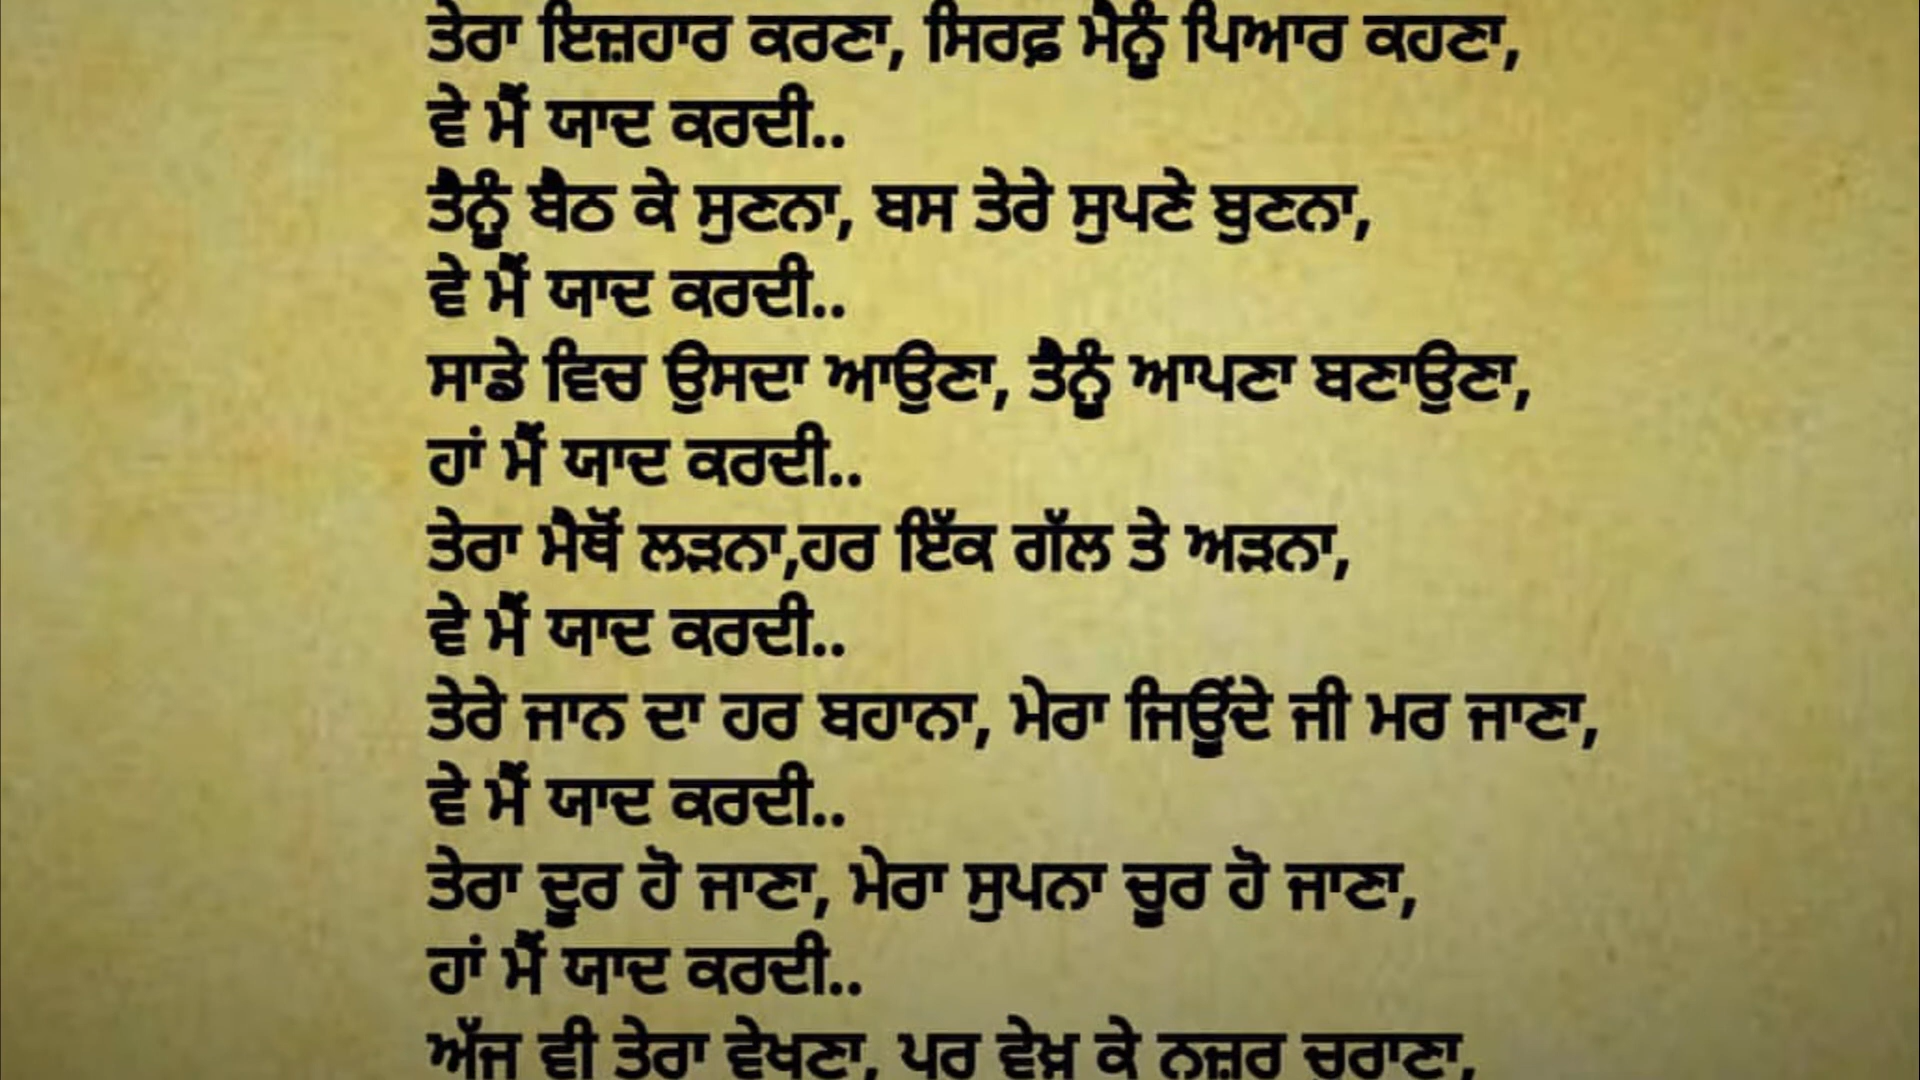 ਤੇਰਾ ਇਜ਼ਹਾਰ ਕਰਣਾ, ਸਿਰਫ਼ ਮੈਨੂੰ ਪਿਆਰ ਕਹਣਾ,
ਵੇ ਮੈਂ ਯਾਦ ਕਰਦੀ..
ਤੈਨੂੰ ਬੈਠ ਕੇ ਸੁਣਨਾ, ਬਸ ਤੇਰੇ ਸੁਪਣੇ ਬੁਣਨਾ,
ਵੇ ਮੈਂ ਯਾਦ ਕਰਦੀ..
ਸਾਡੇ ਵਿਚ ਉਸਦਾ ਆਉਣਾ, ਤੈਨੂੰ ਆਪਣਾ ਬਣਾਉਣਾ,
ਹਾਂ ਮੈਂ ਯਾਦ ਕਰਦੀ..
ਤੇਰਾ ਮੈਥੋਂ ਲੜਨਾ,ਹਰ ਇੱਕ ਗੱਲ ਤੇ ਅੜਨਾ,
ਵੇ ਮੈਂ ਯਾਦ ਕਰਦੀ..
ਤੇਰੇ ਜਾਨ ਦਾ ਹਰ ਬਹਾਨਾ, ਮੇਰਾ ਜਿਊਂਦੇ ਜੀ ਮਰ ਜਾਣਾ,
ਵੇ ਮੈਂ ਯਾਦ ਕਰਦੀ..
ਤੇਰਾ ਦੂਰ ਹੋ ਜਾਣਾ, ਮੇਰਾ ਸੁਪਨਾ ਚੂਰ ਹੋ ਜਾਣਾ,
ਹਾਂ ਮੈਂ ਯਾਦ ਕਰਦੀ..
ਅੱਜ ਵੀ ਤੇਰਾ ਵੇਖਣਾ, ਪਰ ਵੇਖ਼ ਕੇ ਨਜ਼ਰ ਚੁਰਾਣਾ,